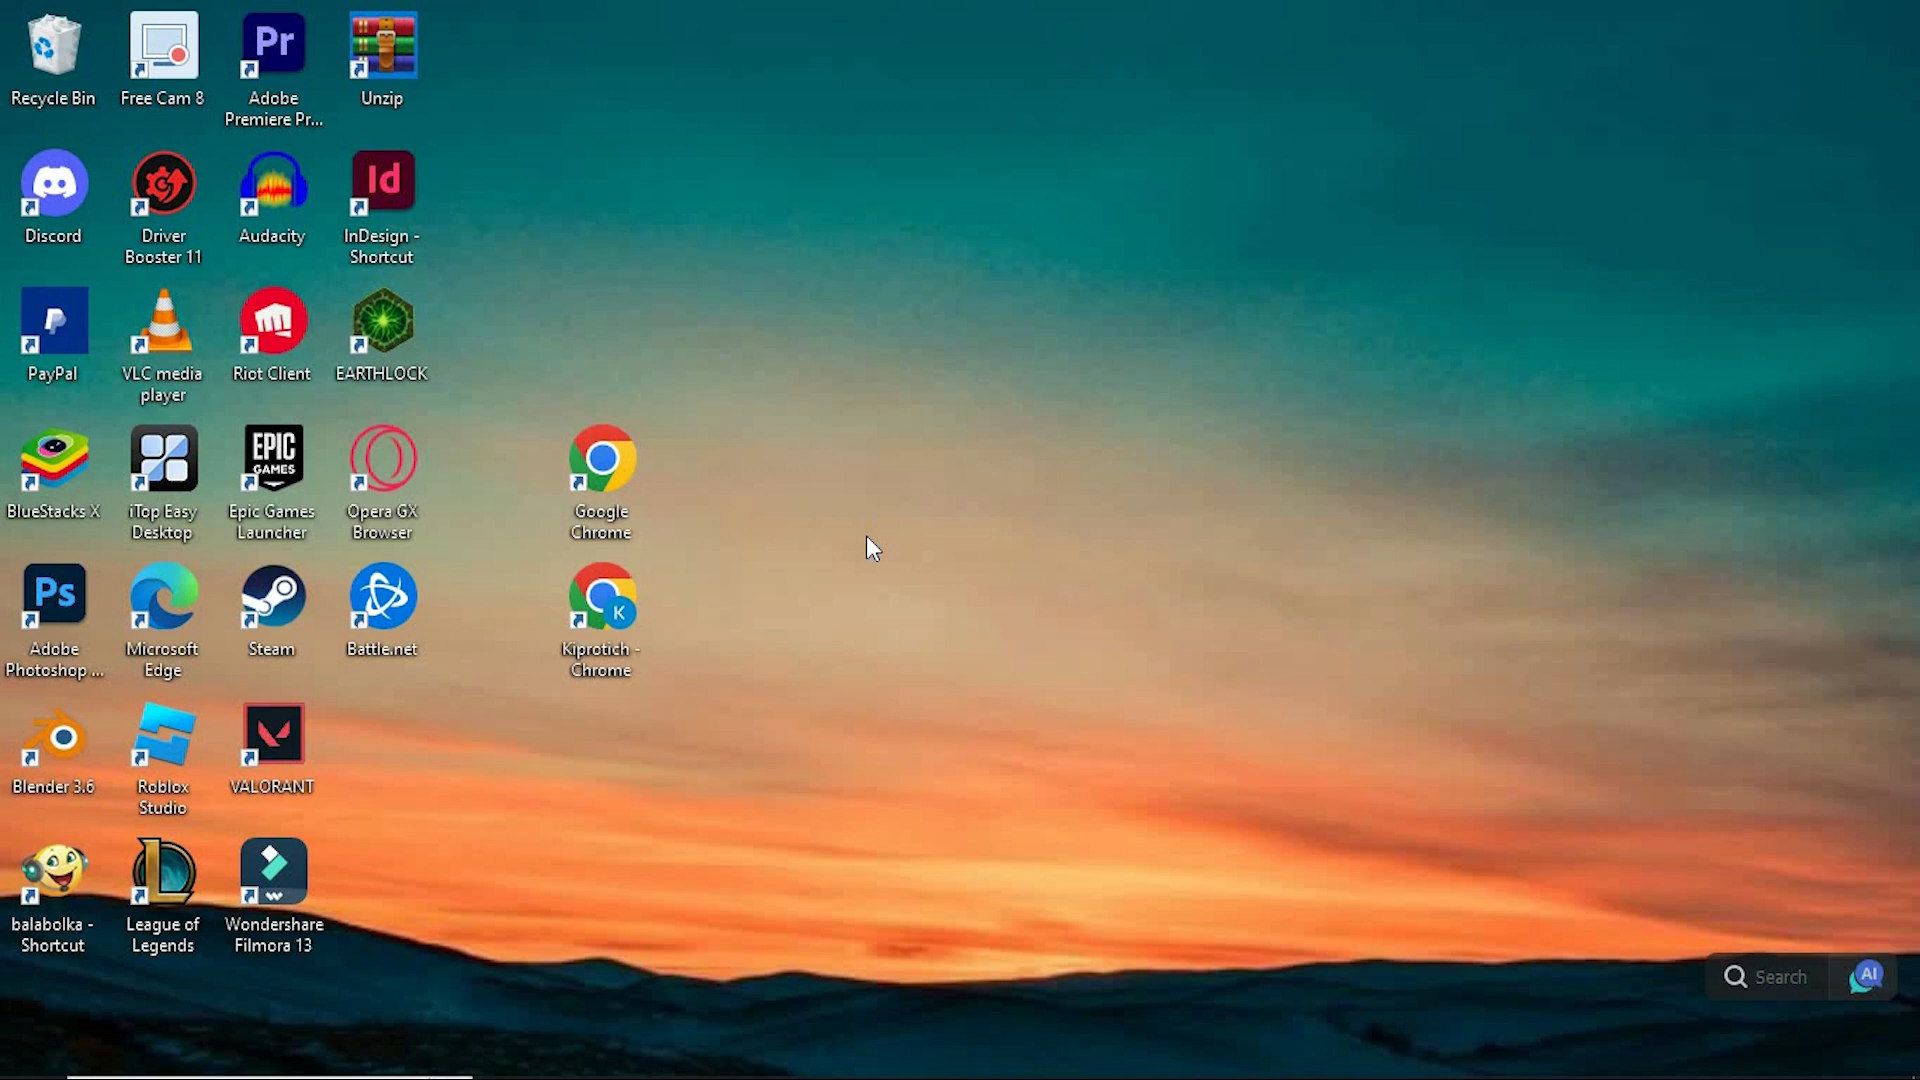 Recycle Bin
Free Cam 8
Pr
Adobe
Premiere Pr...
Unzip
Discord
Driver
Booster 11
Audacity
Id
InDesign -
Shortcut
PayPal
VLC media
player
Riot Client
EARTHLOCK
BlueStacks X
iTop Easy
Desktop
EPIC
GAMES
Epic Games
Launcher
Opera GX
Browser
Google
Chrome
Ps
Adobe
Photoshop ...
Microsoft
Edge
Steam
Battle.net
K
Kiprotich -
Chrome
Blender 3.6
Roblox
Studio
VALORANT
balabolka -
Shortcut
League of
Legends
Wondershare
Filmora 13
Search
AI